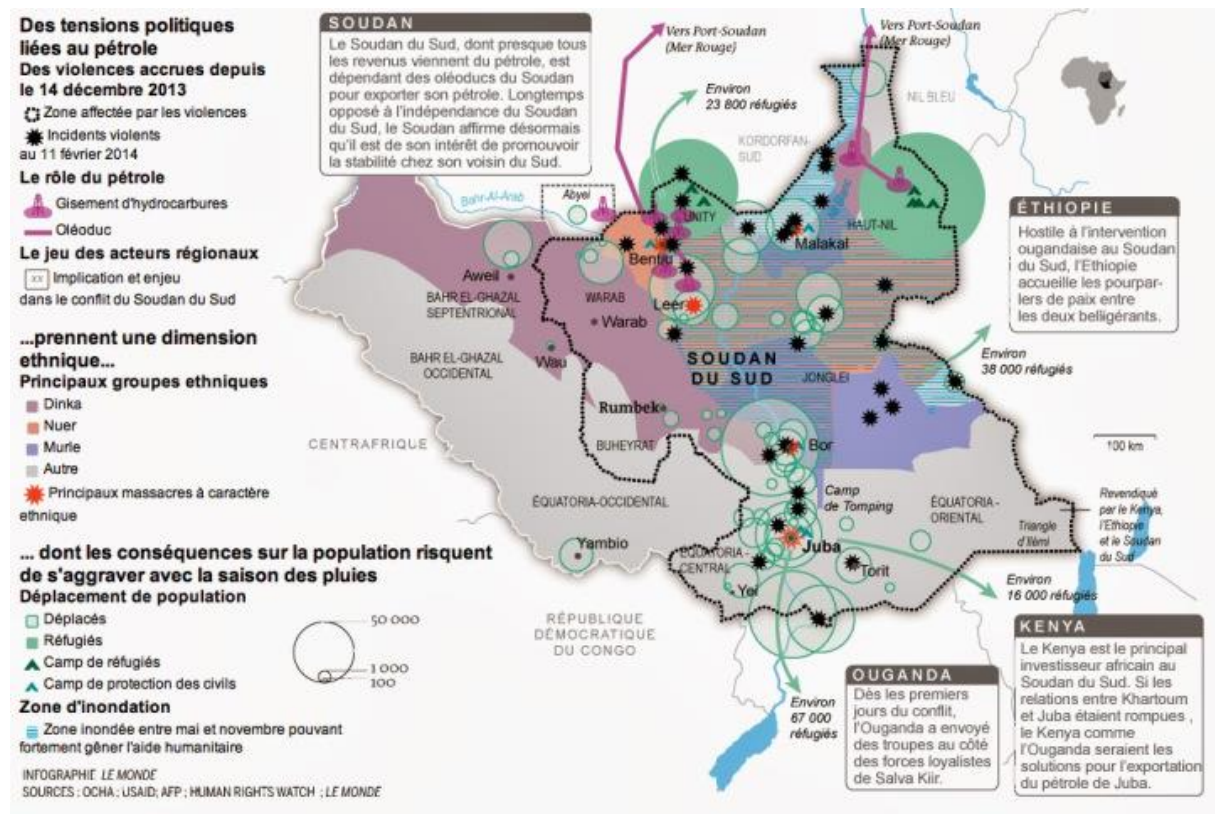 Des tensions politiques
liées au pétrole
Des violences accrues depuis
le 14 décembre 2013
Zone affectée par les violences
Incidents violents
au 11 février 2014
Le rôle du pétrole
Gisement d'hydrocarbures
Oléoduc
Le jeu des acteurs régionaux
xx Implication et enjeu
dans le conflit du Soudan du Sud
...prennent une dimension
ethnique...
Principaux groupes ethniques
Dinka
Nuer
Murle
Autre
Principaux massacres à caractère
ethnique
... dont les conséquences sur la population risquent
de s'aggraver avec la saison des pluies
Déplacement de population
Déplacés
Réfugiés
Camp de réfugiés
Camp de protection des civils
50 000
1 000
100
Zone d'inondation
Zone inondée entre mai et novembre pouvant
fortement gêner l'aide humanitaire
INFOGRAPHIE LE MONDE
SOURCES : OCHA ; USAID; AFP ; HUMAN RIGHTS WATCH ; LE MONDE
SOUDAN
Le Soudan du Sud, dont presque tous
les revenus viennent du pétrole, est
dépendant des oléoducs du Soudan
pour exporter son pétrole. Longtemps
opposé à l'indépendance du Soudan
du Sud, le Soudan affirme désormais
qu'il est de son intérêt de promouvoir
la stabilité chez son voisin du Sud.
Vers Port-Soudan
(Mer Rouge)
Vers Port-Soudan
(Mer Rouge)
Environ
23 800 réfugiés
NIL BLEU
KORDORFAN-
SUD
Bahr-Al-Arab
Abyei
UNITY
HAUT-NIL
Malakal
Bentiu
Aweil
BAHR EL-GHAZAL
SEPTENTRIONAL
WARAB
Leer
Warab
BAHR EL-GHAZAL
OCCIDENTAL
Wau
SOUDAN
DU SUD
JONGLEI
Rumbek
CENTRAFRIQUE
BUHEYRAT
Bor
ÉQUATORIA-OCCIDENTAL
Camp
de Tomping
ÉQUATORIA-
ORIENTAL
Triangle
d'Ilémi
Revendiqué
par le Kenya,
l'Ethiopie
et le Soudan
du Sud
100 km
Yambio
ÉQUATORIA-
CENTRAL
Juba
Torit
Yei
RÉPUBLIQUE
DÉMOCRATIQUE
DU CONGO
Environ
38 000 réfugiés
Environ
16 000 réfugiés
Environ
67 000
réfugiés
ÉTHIOPIE
Hostile à l'intervention
ougandaise au Soudan
du Sud, l'Ethiopie
accueille les pourpar-
lers de paix entre
les deux belligérants.
OUGANDA
Dès les premiers
jours du conflit,
l'Ouganda a envoyé
des troupes au côté
des forces loyalistes
de Salva Kiir.
KENYA
Le Kenya est le principal
investisseur africain au
Soudan du Sud. Si les
relations entre Khartoum
et Juba étaient rompues ,
le Kenya comme
l'Ouganda seraient les
solutions pour l'exportation
du pétrole de Juba.